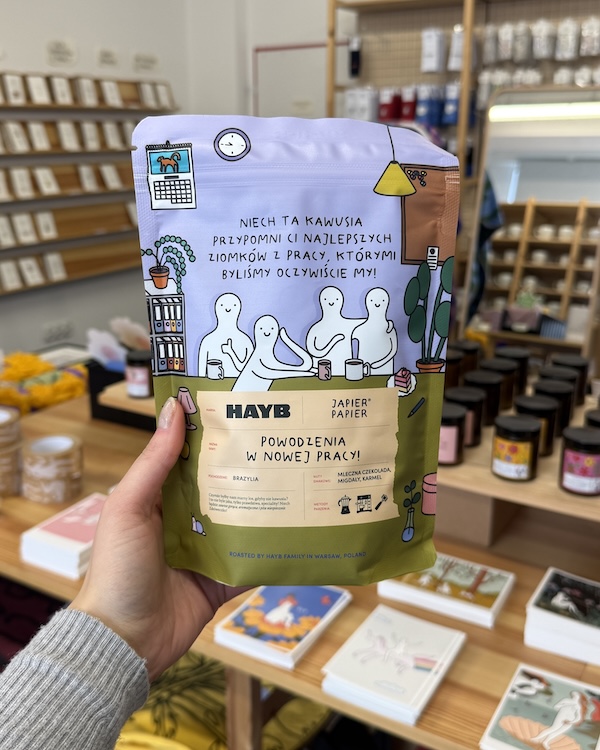 NIECH TA KAWUSIA
PRZYPOMNI CI NAJLEPSZYCH
ZIOMKÓW Z PRACY, KTÓRYMI
BYLIŚMY OCZYWIŚCIE MY!
HAYB
JAPIER®
PAPIER
POWODZENIA
W NOWEJ PRACY!
BRAZYLIA
MLECZNA CZEKOLADA,
MIGDAŁY, KARMEL
ROASTED BY HAYB FAMILY IN WARSAW, POLAND